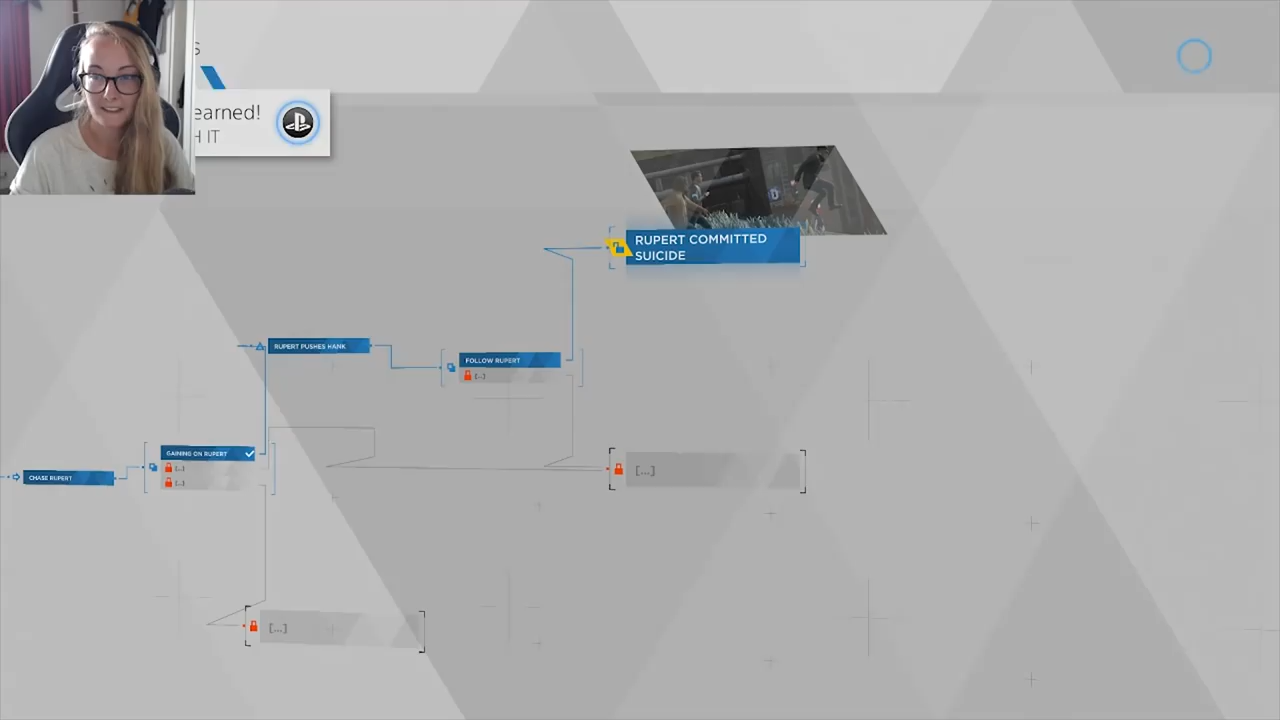 S
earned!
H IT
RUPERT COMMITTED
SUICIDE
RUPERT PUSHES HANK
FOLLOW RUPERT
[...]
GAINING ON RUPERT
[...]
[...]
CHASE RUPERT
[...]
[...]